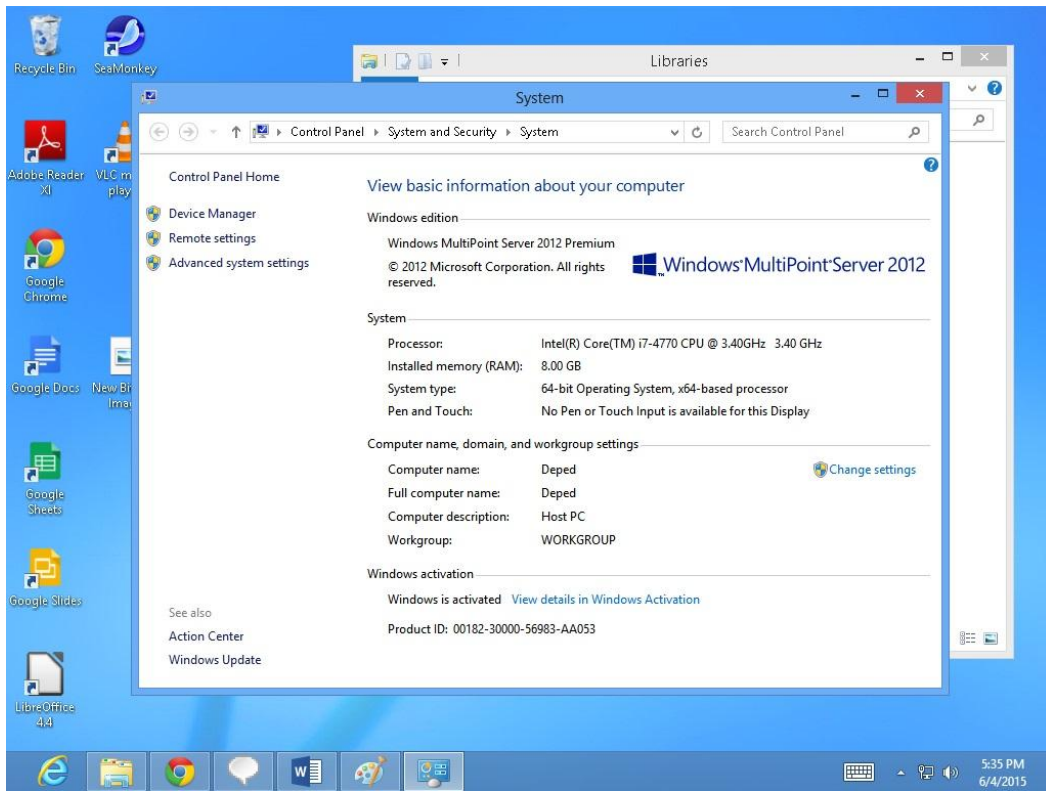 Recycle Bin
SeaMonkey
Libraries
System
Control Panel
System and Security
System
Search Control Panel
Adobe Reader
XI
VLC m
play
Control Panel Home
Device Manager
Remote settings
Advanced system settings
View basic information about your computer
Windows edition
Windows MultiPoint Server 2012 Premium
© 2012 Microsoft Corporation. All rights
reserved.
Windows MultiPoint Server 2012
System
Processor: Intel(R) Core(TM) i7-4770 CPU @ 3.40GHz 3.40 GHz
Installed memory (RAM): 8.00 GB
System type: 64-bit Operating System, x64-based processor
Pen and Touch: No Pen or Touch Input is available for this Display
Computer name, domain, and workgroup settings
Computer name: Deped
Change settings
Full computer name: Deped
Computer description: Host PC
Workgroup: WORKGROUP
Windows activation
Windows is activated View details in Windows Activation
Product ID: 00182-30000-56983-AA053
See also
Action Center
Windows Update
Google
Chrome
Google Docs
New Bi
Ima
Google
Sheets
Google Slides
LibreOffice
4.4
5:35 PM
6/4/2015